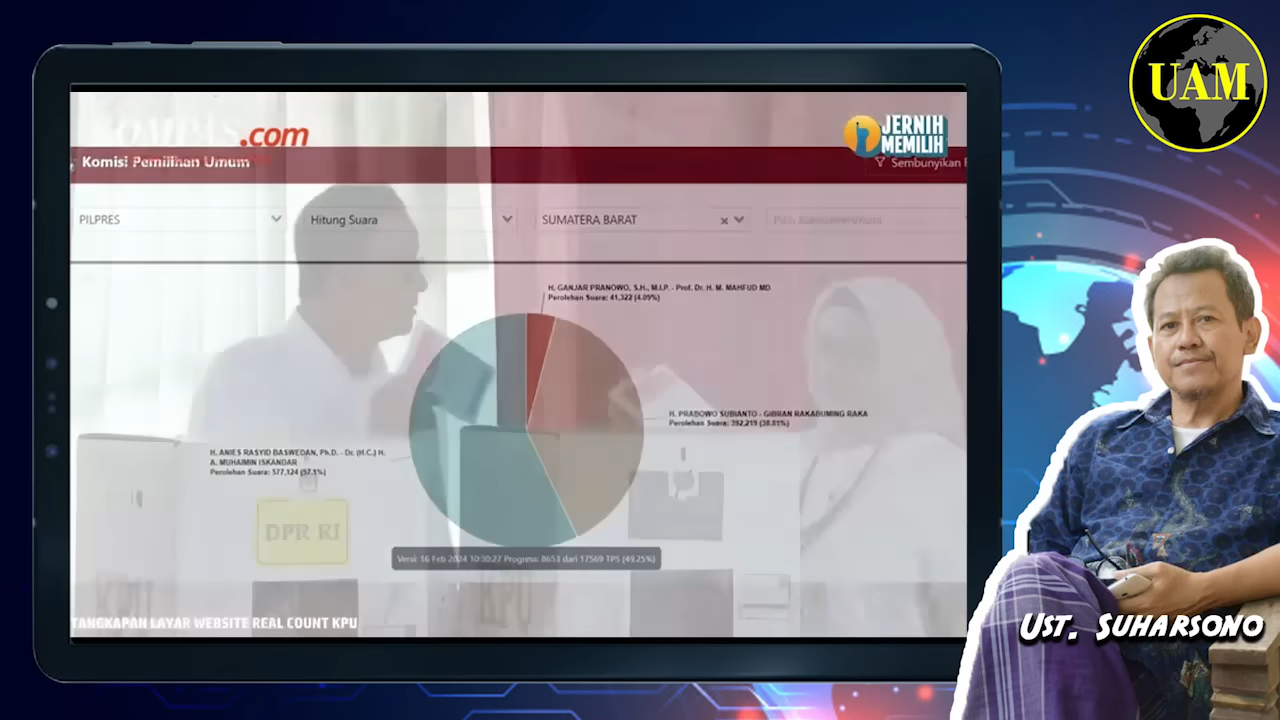 UAM
KOMPAS.com
JERNIH
MEMILIH
Komisi Pemilihan Umum
Sembunyikan
PILPRES
Hitung Suara
SUMATERA BARAT
H. GANJAR PRANOWO, S.H., M.I.P. - Prof. Dr. H. M. MAHFUD MD
Perolehan Suara: 41,322 (4.09%)
H. PRABOWO SUBIANTO - GIBRAN RAKABUMING RAKA
Perolehan Suara: 392,219 (38.81%)
H. ANIES RASYID BASWEDAN, Ph.D. - Dr. (H.C.) H.
A. MUHAIMIN ISKANDAR
Perolehan Suara: 577,124 (57.1%)
DPR RI
Versi: 16 Feb 2024 10:30:27 Progress: 8653 dari 17569 TPS (49.25%)
KPU
TANGKAPAN LAYAR WEBSITE REAL COUNT KPU
UST. SUHARSONO